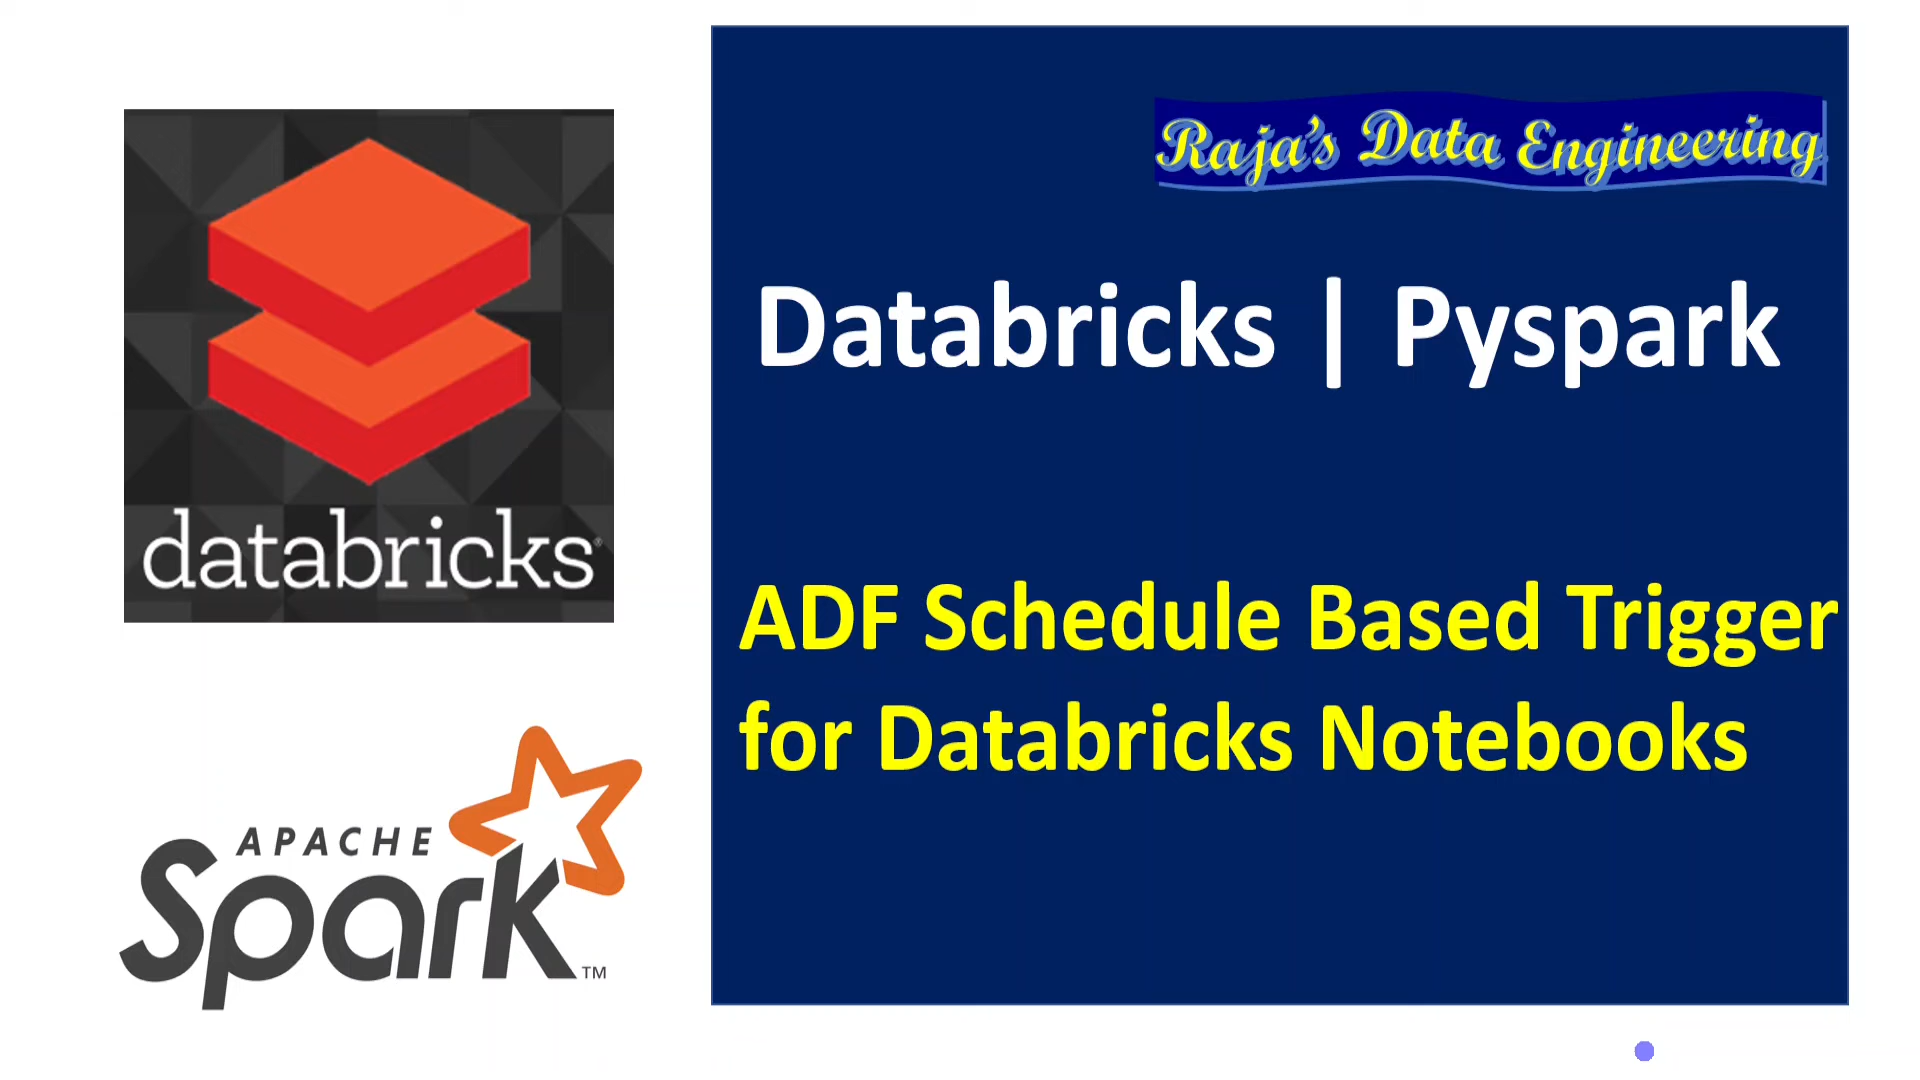 Raja's Data Engineering
databricks
Databricks | Pyspark
ADF Schedule Based Trigger
for Databricks Notebooks
APACHE
Spark
TM